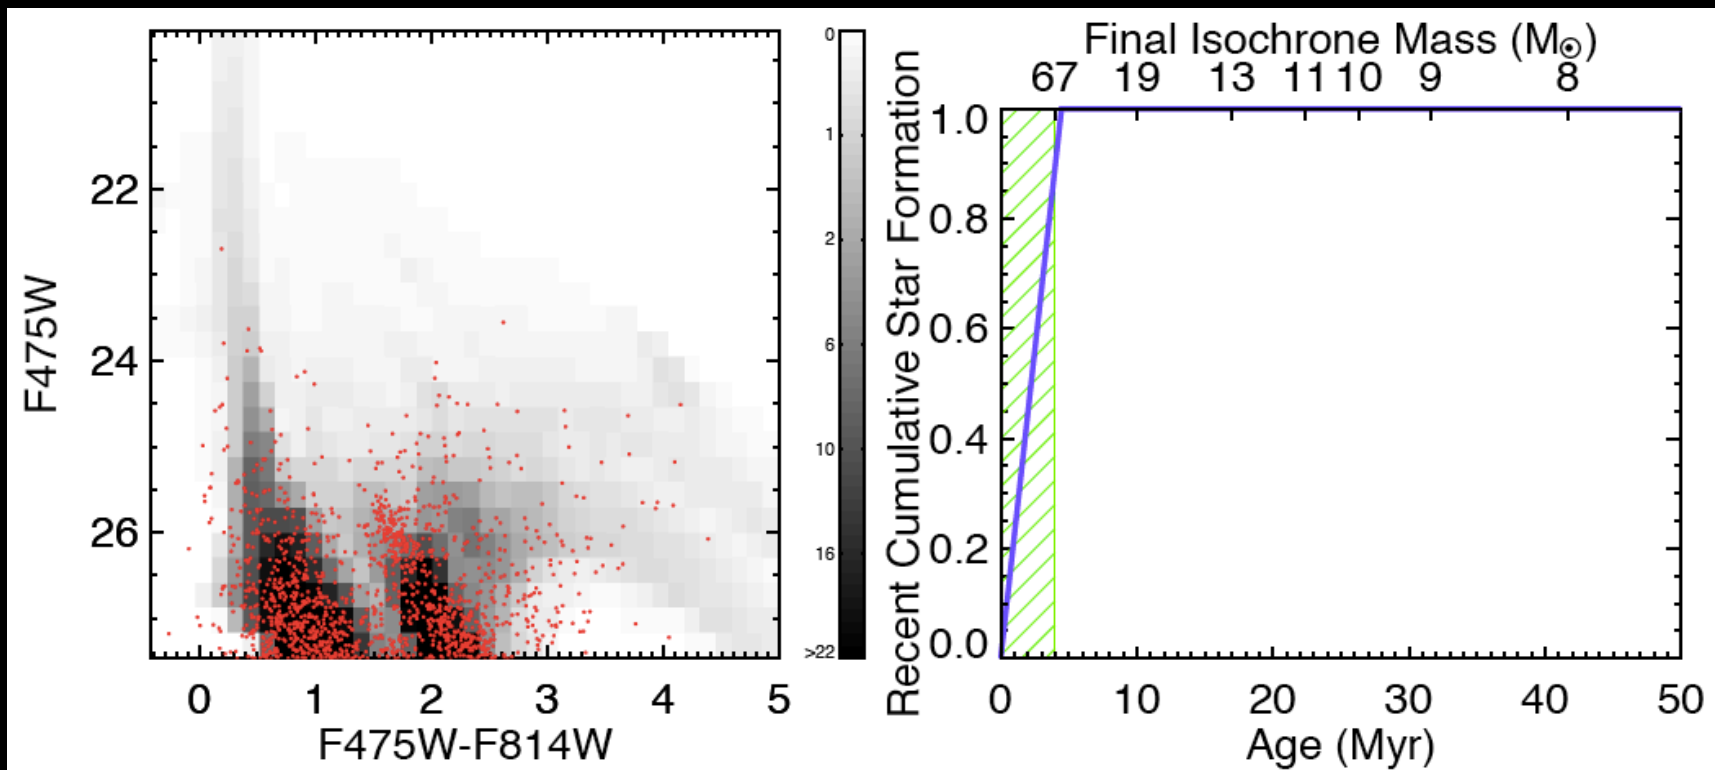 F475W
22
24
26
0 1 2 3 4 5
F475W-F814W
0
1
2
6
10
16
>22
Final Isochrone Mass (M☉)
67 19 13 11 10 9 8
Recent Cumulative Star Formation
1.0
0.8
0.6
0.4
0.2
0.0
0 10 20 30 40 50
Age (Myr)